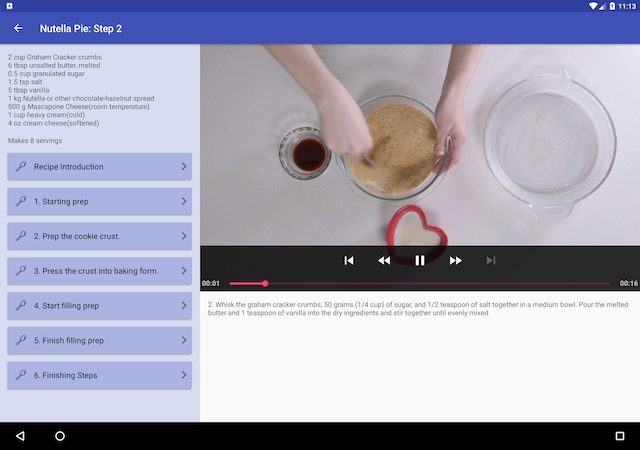 11:13
Nutella Pie: Step 2
2 cup Graham Cracker crumbs
6 tbsp unsalted butter, melted
0.5 cup granulated sugar
1.5 tsp salt
5 tbsp vanilla
1 kg Nutella or other chocolate-hazelnut spread
500 g Mascapone Cheese(room temperature)
1 cup heavy cream(cold)
4 oz cream cheese(softened)
Makes 8 servings
Recipe Introduction
1. Starting prep
2. Prep the cookie crust.
3. Press the crust into baking form.
4. Start filling prep
5. Finish filling prep
6. Finishing Steps
00:01
00:16
2. Whisk the graham cracker crumbs, 50 grams (1/4 cup) of sugar, and 1/2 teaspoon of salt together in a medium bowl. Pour the melted
butter and 1 teaspoon of vanilla into the dry ingredients and stir together until evenly mixed.